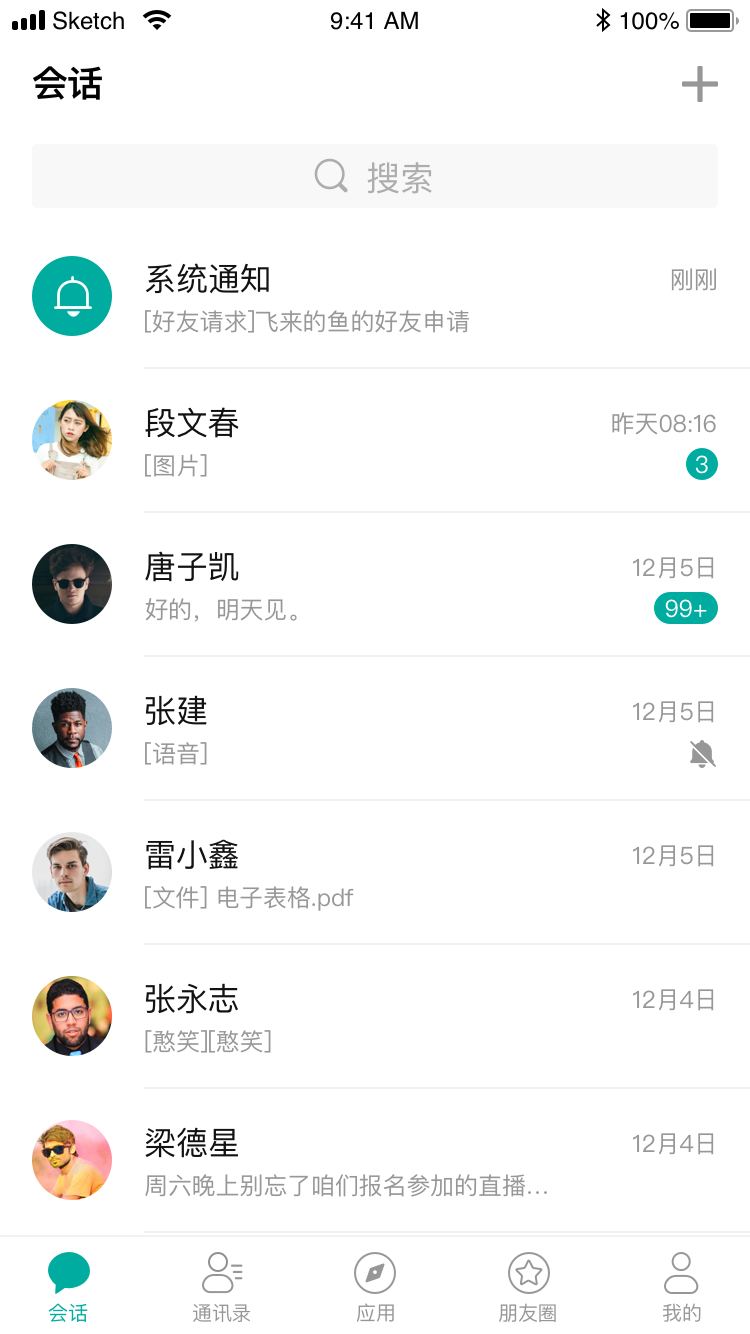 Sketch 9:41 AM 100%
会话
搜索
系统通知 刚刚
[好友请求]飞来的鱼的好友申请
段文春 昨天08:16
[图片] 3
唐子凯 12月5日
好的，明天见。 99+
张建 12月5日
[语音]
雷小鑫 12月5日
[文件] 电子表格.pdf
张永志 12月4日
[憨笑][憨笑]
梁德星 12月4日
周六晚上别忘了咱们报名参加的直播...
会话 通讯录 应用 朋友圈 我的